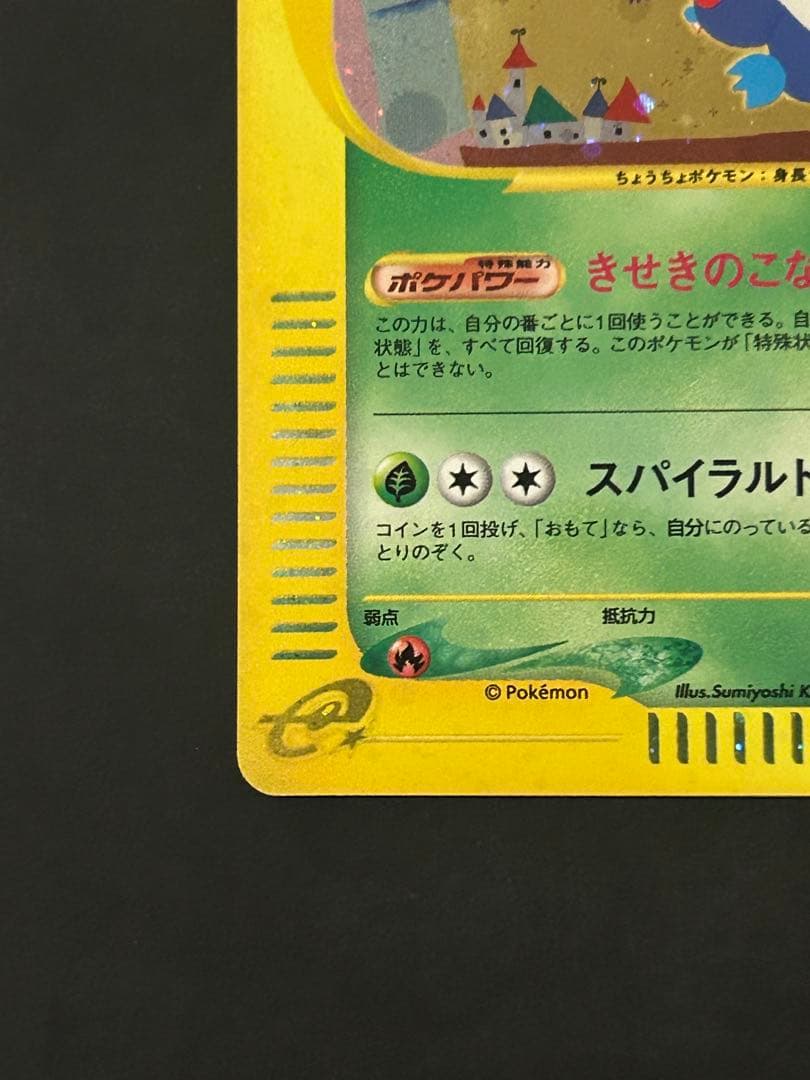 ちょうちょポケモン：身長
特殊能力
ポケパワー きせきのこな
この力は、自分の番ごとに1回使うことができる。自
状態」を、すべて回復する。このポケモンが「特殊状
とはできない。
スパイラルド
コインを1回投げ、「おもて」なら、自分にのっている
とりのぞく。
弱点 抵抗力
© Pokémon Illus.Sumiyoshi K
e